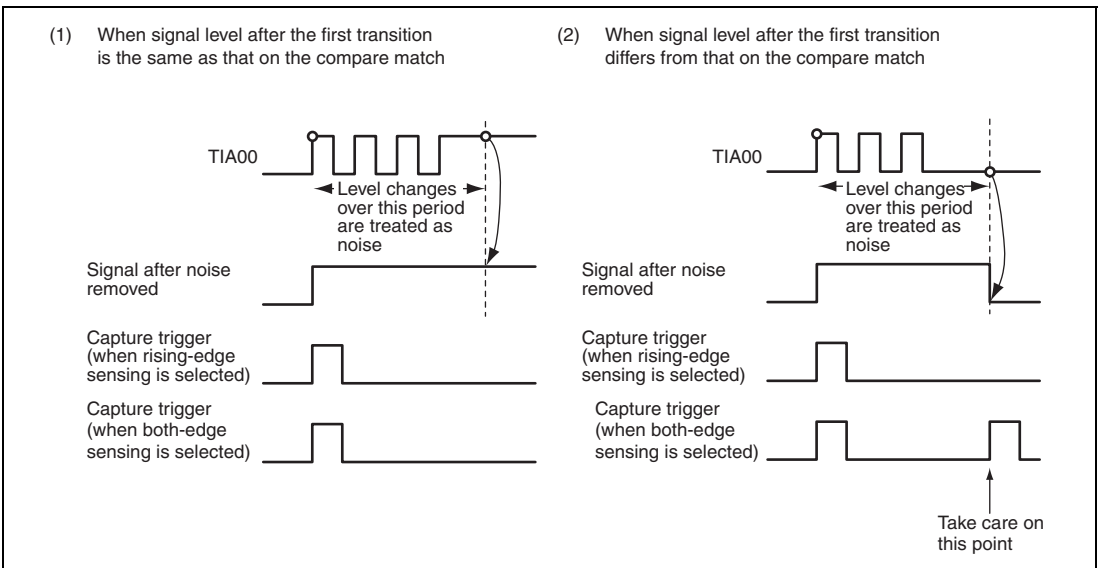 (1) When signal level after the first transition
is the same as that on the compare match
TIA00
Level changes
over this period
are treated as
noise
Signal after noise
removed
Capture trigger
(when rising-edge
sensing is selected)
Capture trigger
(when both-edge
sensing is selected)
(2) When signal level after the first transition
differs from that on the compare match
TIA00
Level changes
over this period
are treated as
noise
Signal after noise
removed
Capture trigger
(when rising-edge
sensing is selected)
Capture trigger
(when both-edge
sensing is selected)
Take care on
this point